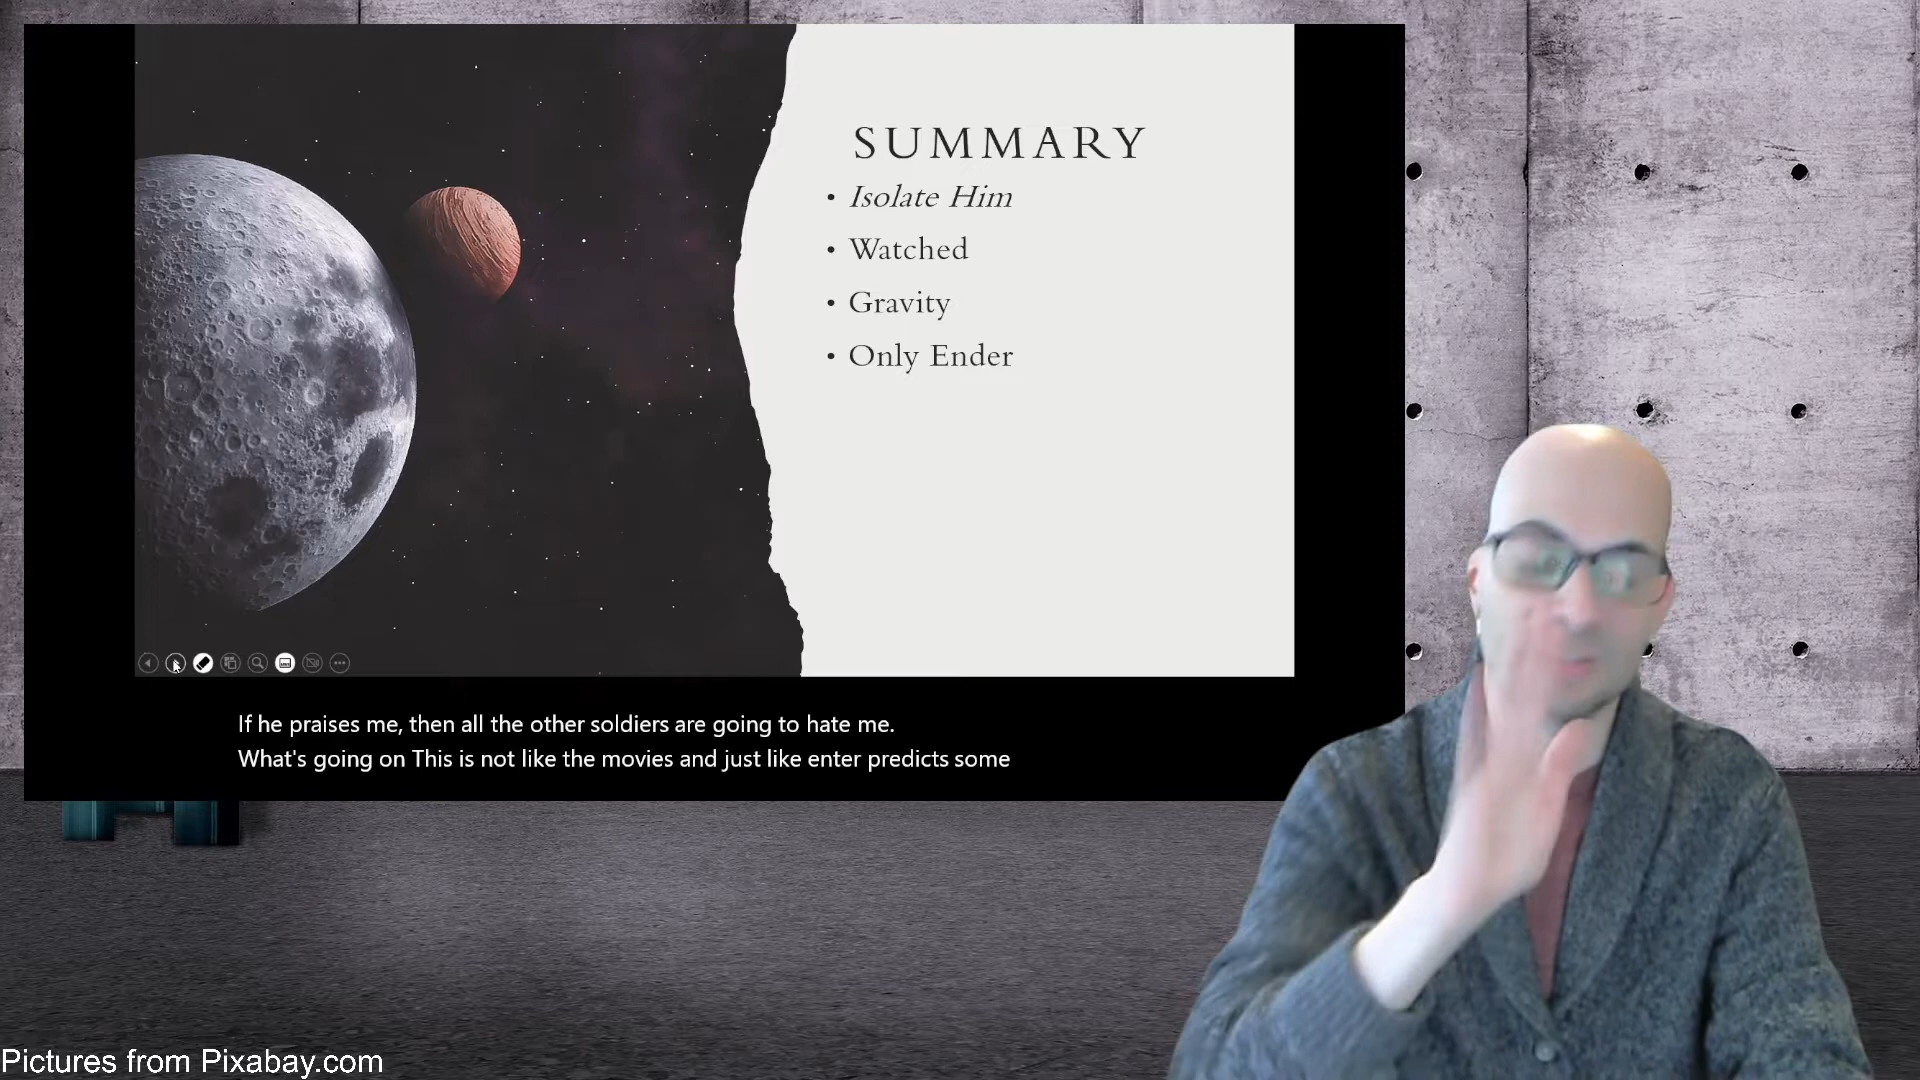 SUMMARY
• Isolate Him
• Watched
• Gravity
• Only Ender
If he praises me, then all the other soldiers are going to hate me.
What's going on This is not like the movies and just like enter predicts some
Pictures from Pixabay.com